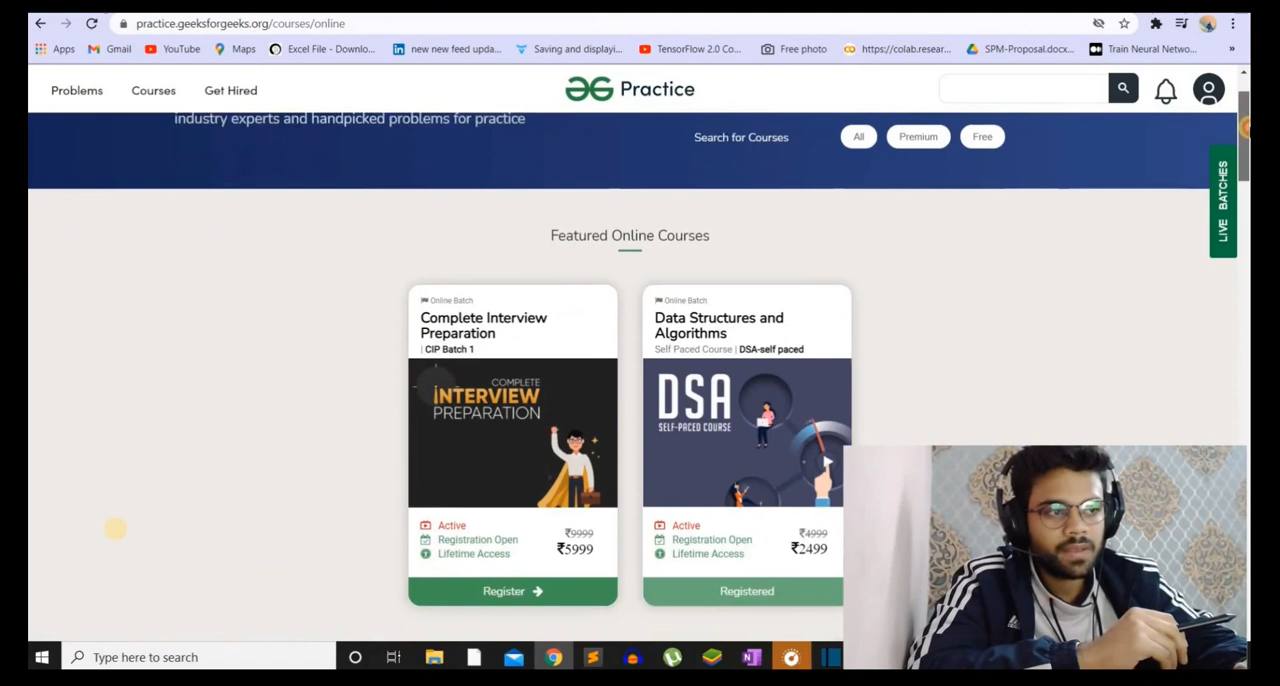 practice.geeksforgeeks.org/courses/online
Apps Gmail YouTube Maps Excel File - Downlo... new new feed upda... Saving and displayi... TensorFlow 2.0 Co... Free photo https://colab.resear... SPM-Proposal.docx... Train Neural Netwo... »
Problems Courses Get Hired
Practice
industry experts and handpicked problems for practice
Search for Courses All Premium Free
LIVE BATCHES
Featured Online Courses
Online Batch
Complete Interview
Preparation
| CIP Batch 1
COMPLETE
INTERVIEW
PREPARATION
Active ₹9999
Registration Open ₹5999
Lifetime Access
Register
Online Batch
Data Structures and
Algorithms
Self Paced Course | DSA-self paced
DSA
SELF-PACED COURSE
Active ₹4999
Registration Open ₹2499
Lifetime Access
Registered
Type here to search